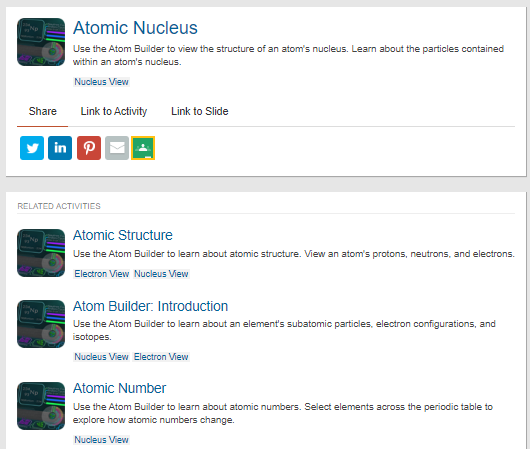 Atomic Nucleus
Use the Atom Builder to view the structure of an atom's nucleus. Learn about the particles contained
within an atom's nucleus.
Nucleus View
Share Link to Activity Link to Slide
in
RELATED ACTIVITIES
Atomic Structure
Use the Atom Builder to learn about atomic structure. View an atom's protons, neutrons, and electrons.
Electron View Nucleus View
Atom Builder: Introduction
Use the Atom Builder to learn about an element's subatomic particles, electron configurations, and
isotopes.
Nucleus View Electron View
Atomic Number
Use the Atom Builder to learn about atomic numbers. Select elements across the periodic table to
explore how atomic numbers change.
Nucleus View